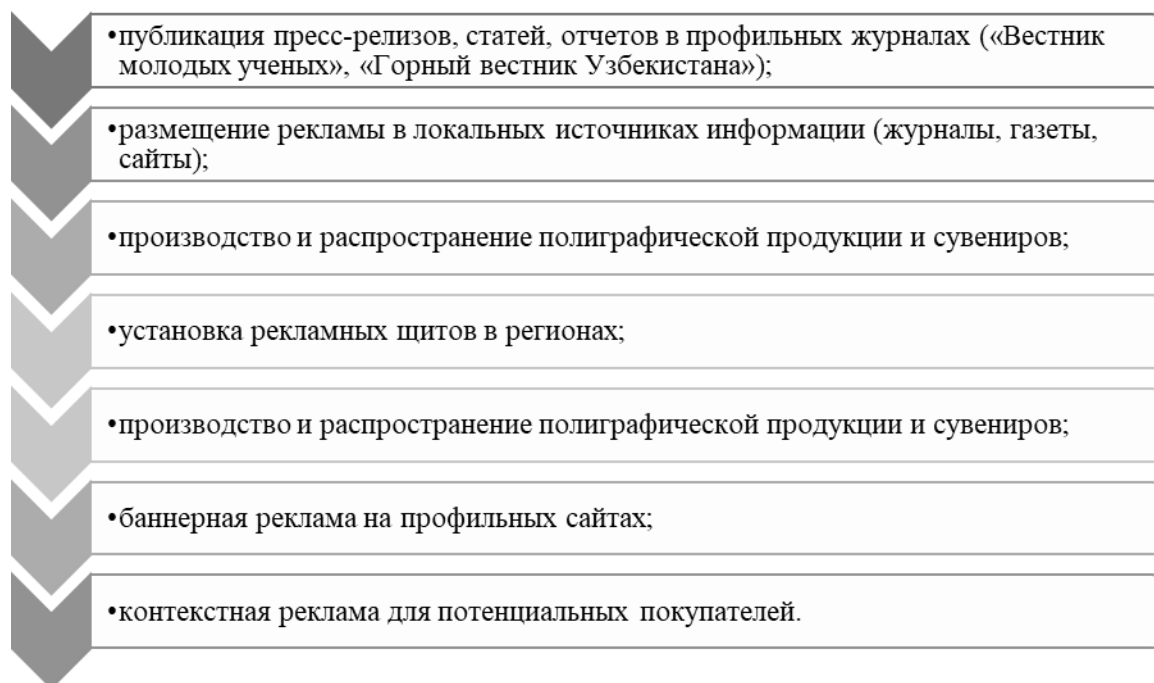 •публикация пресс-релизов, статей, отчетов в профильных журналах («Вестник
молодых ученых», «Горный вестник Узбекистана»);
•размещение рекламы в локальных источниках информации (журналы, газеты,
сайты);
•производство и распространение полиграфической продукции и сувениров;
•установка рекламных щитов в регионах;
•производство и распространение полиграфической продукции и сувениров;
•баннерная реклама на профильных сайтах;
•контекстная реклама для потенциальных покупателей.